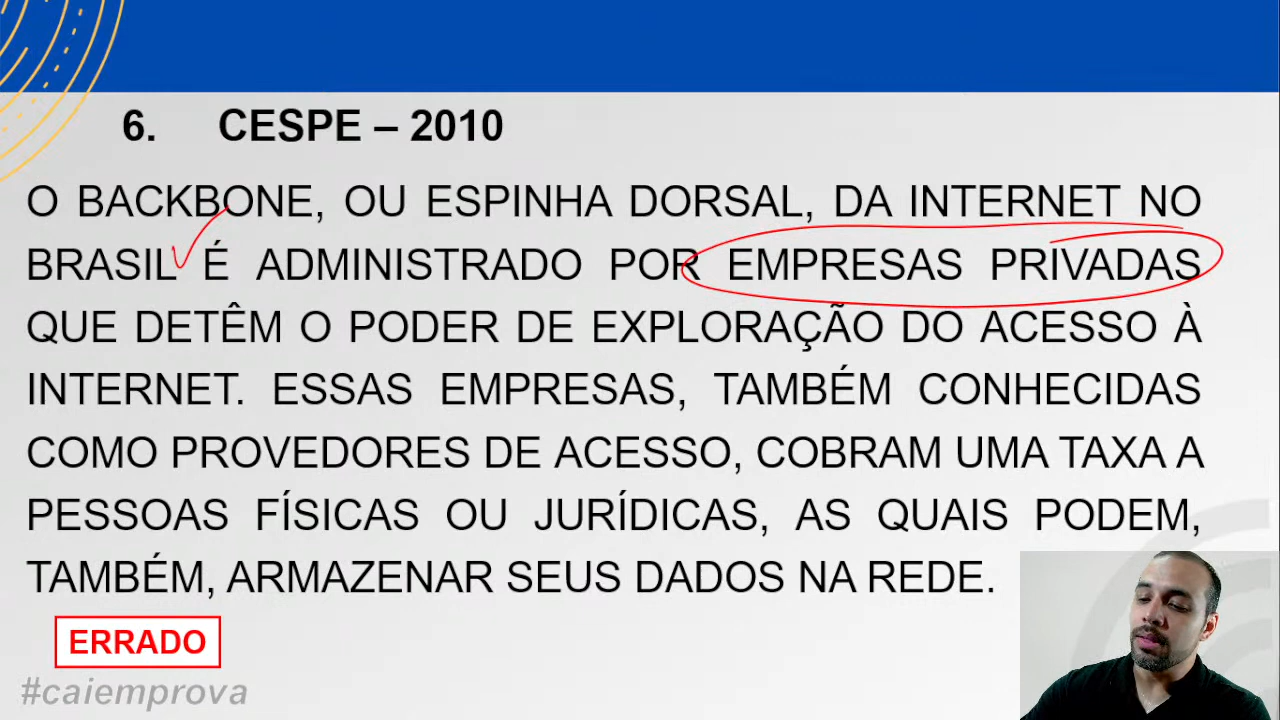 6. CESPE – 2010
O BACKBONE, OU ESPINHA DORSAL, DA INTERNET NO
BRASIL É ADMINISTRADO POR EMPRESAS PRIVADAS
QUE DETÊM O PODER DE EXPLORAÇÃO DO ACESSO À
INTERNET. ESSAS EMPRESAS, TAMBÉM CONHECIDAS
COMO PROVEDORES DE ACESSO, COBRAM UMA TAXA A
PESSOAS FÍSICAS OU JURÍDICAS, AS QUAIS PODEM,
TAMBÉM, ARMAZENAR SEUS DADOS NA REDE.
ERRADO
#caiemprova